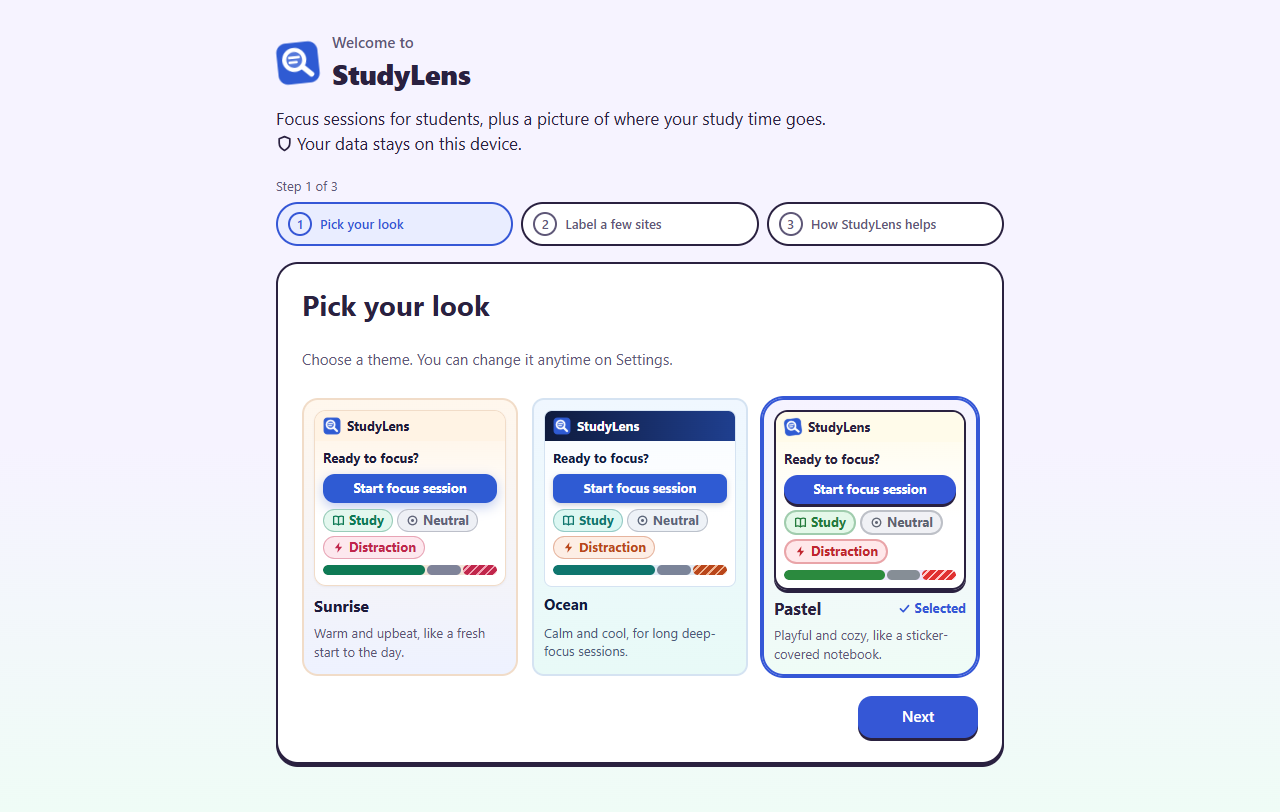 Welcome to
StudyLens
Focus sessions for students, plus a picture of where your study time goes.
Your data stays on this device.
Step 1 of 3
1 Pick your look
2 Label a few sites
3 How StudyLens helps
Pick your look
Choose a theme. You can change it anytime on Settings.
StudyLens
Ready to focus?
Start focus session
Study Neutral
Distraction
Sunrise
Warm and upbeat, like a fresh
start to the day.
StudyLens
Ready to focus?
Start focus session
Study Neutral
Distraction
Ocean
Calm and cool, for long deep-
focus sessions.
StudyLens
Ready to focus?
Start focus session
Study Neutral
Distraction
Pastel Selected
Playful and cozy, like a sticker-
covered notebook.
Next